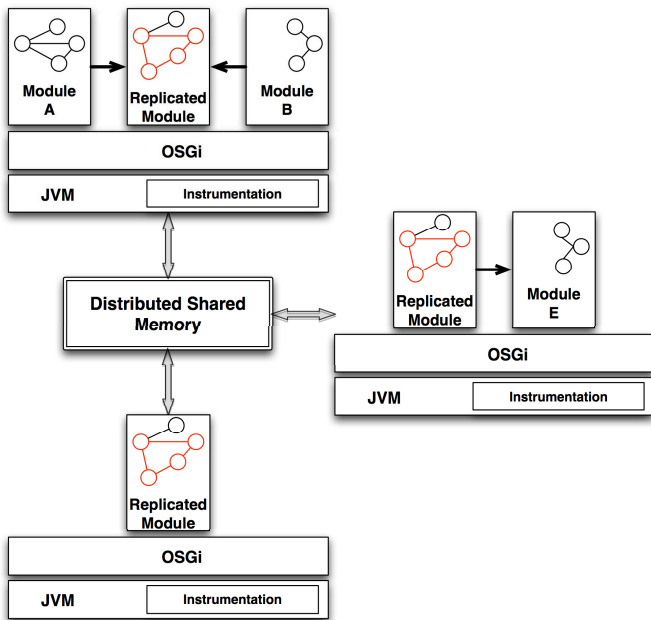 Module
A
Replicated
Module
Module
B
OSGi
JVM
Instrumentation
Distributed Shared
Memory
Replicated
Module
Module
E
OSGi
JVM
Instrumentation
Replicated
Module
OSGi
JVM
Instrumentation